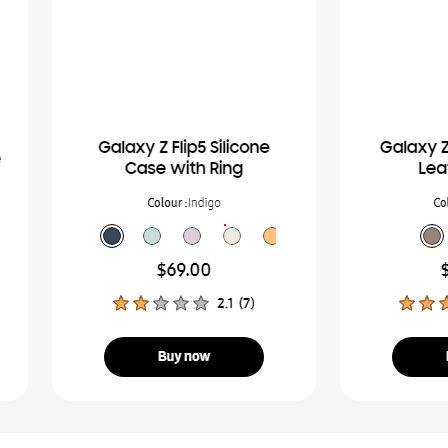 Galaxy Z Flip5 Silicone
Case with Ring
Colour : Indigo
$69.00
2.1 (7)
Buy now
Galaxy Z
Lea
Co
$